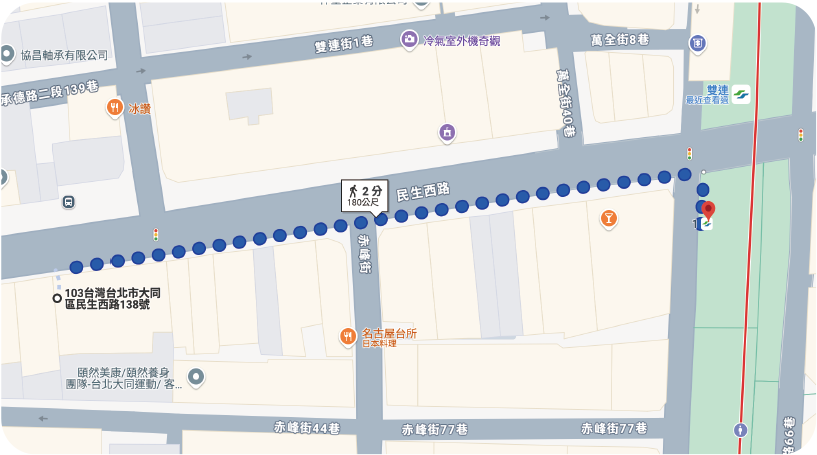 協昌軸承有限公司
雙連街1巷
冷氣室外機奇觀
萬全街8巷
承德路二段139巷
冰讚
萬全街40巷
雙連
最近查看過
2 分
180公尺
民生西路
赤峰街
1
103台灣台北市大同
區民生西路138號
名古屋台所
日本料理
頤然美康/頤然養身
團隊-台北大同運動/ 客...
赤峰街44巷
赤峰街77巷
赤峰街77巷
路66巷